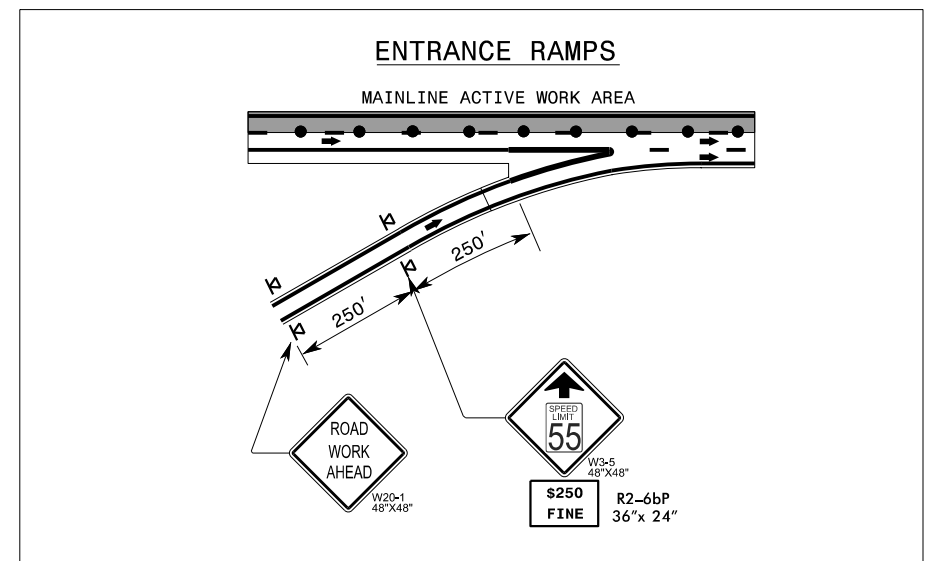 ENTRANCE RAMPS
MAINLINE ACTIVE WORK AREA
250'
250'
ROAD
WORK
AHEAD
W20-1
48"X48"
SPEED
LIMIT
55
W3-5
48"X48"
$250
FINE
R2-6bP
36"x 24"